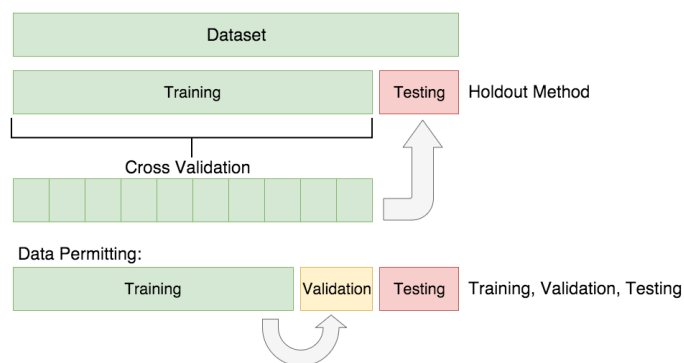 Dataset
Training
Testing
Holdout Method
Cross Validation
Data Permitting:
Training
Validation
Testing
Training, Validation, Testing